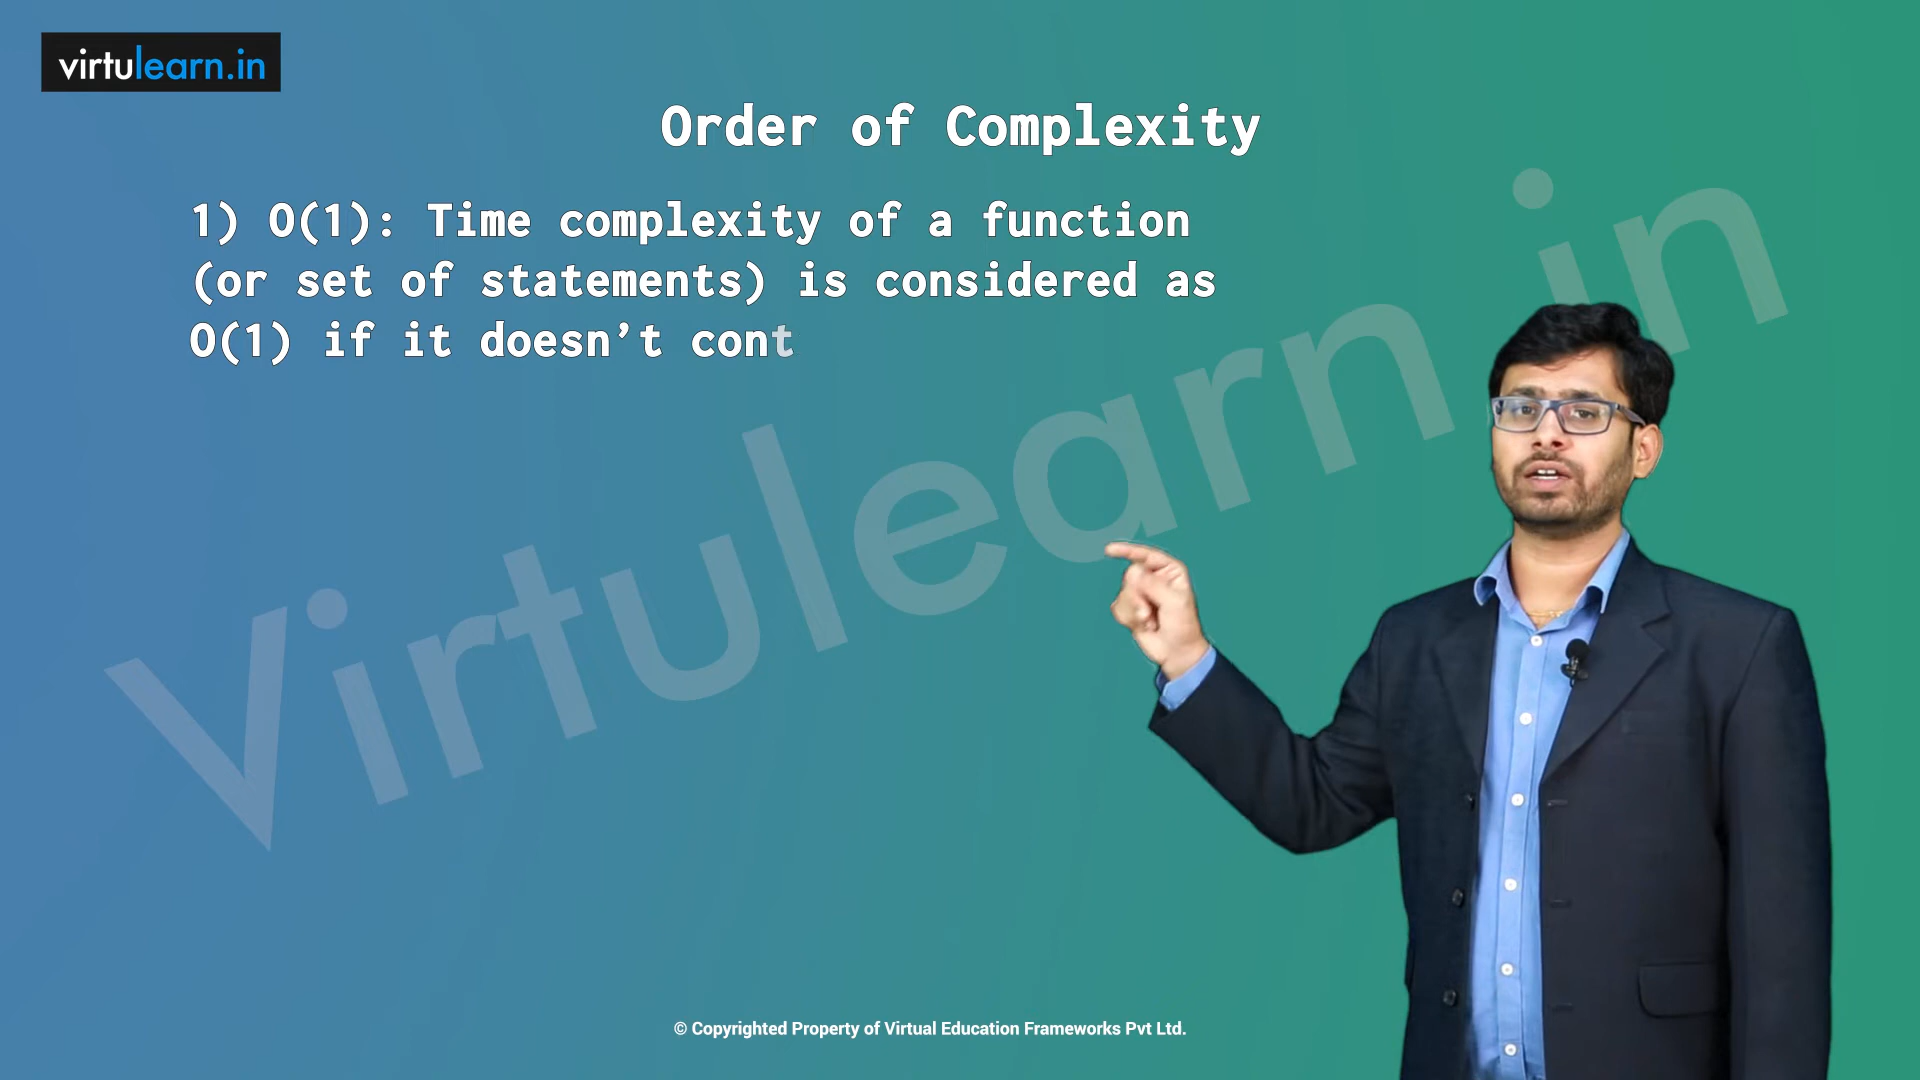 virtulearn.in
Order of Complexity
1) O(1): Time complexity of a function
(or set of statements) is considered as
O(1) if it doesn’t cont
Virtulearn.in
© Copyrighted Property of Virtual Education Frameworks Pvt Ltd.